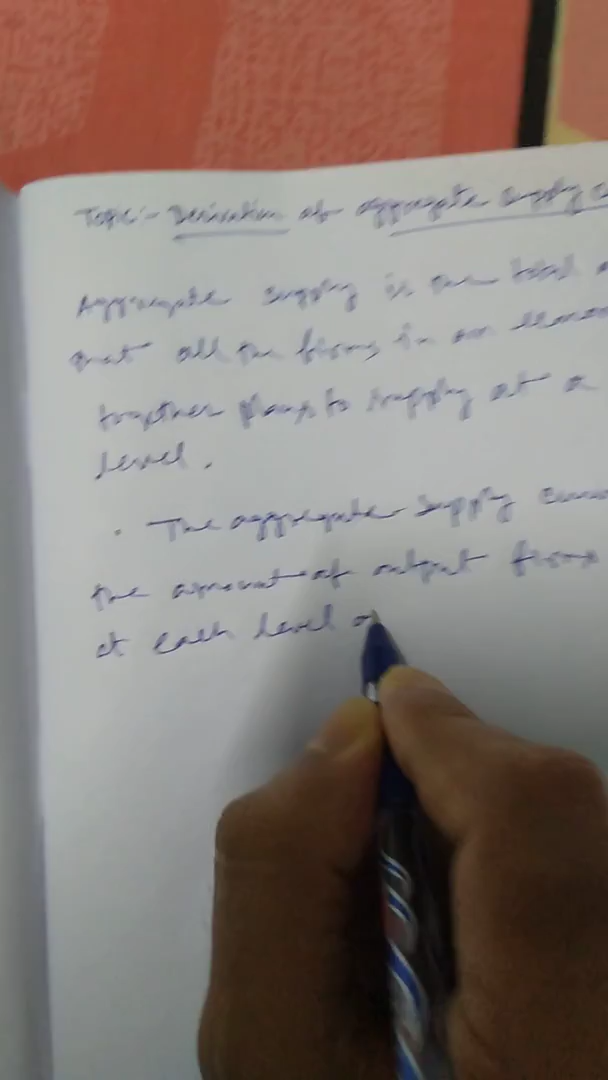 Topic:- Derivation of aggregate supply
Aggregate supply is the total
that all the firms in an
together plans to supply at a
level.
. The aggregate supply
the amount of output firms
at each level